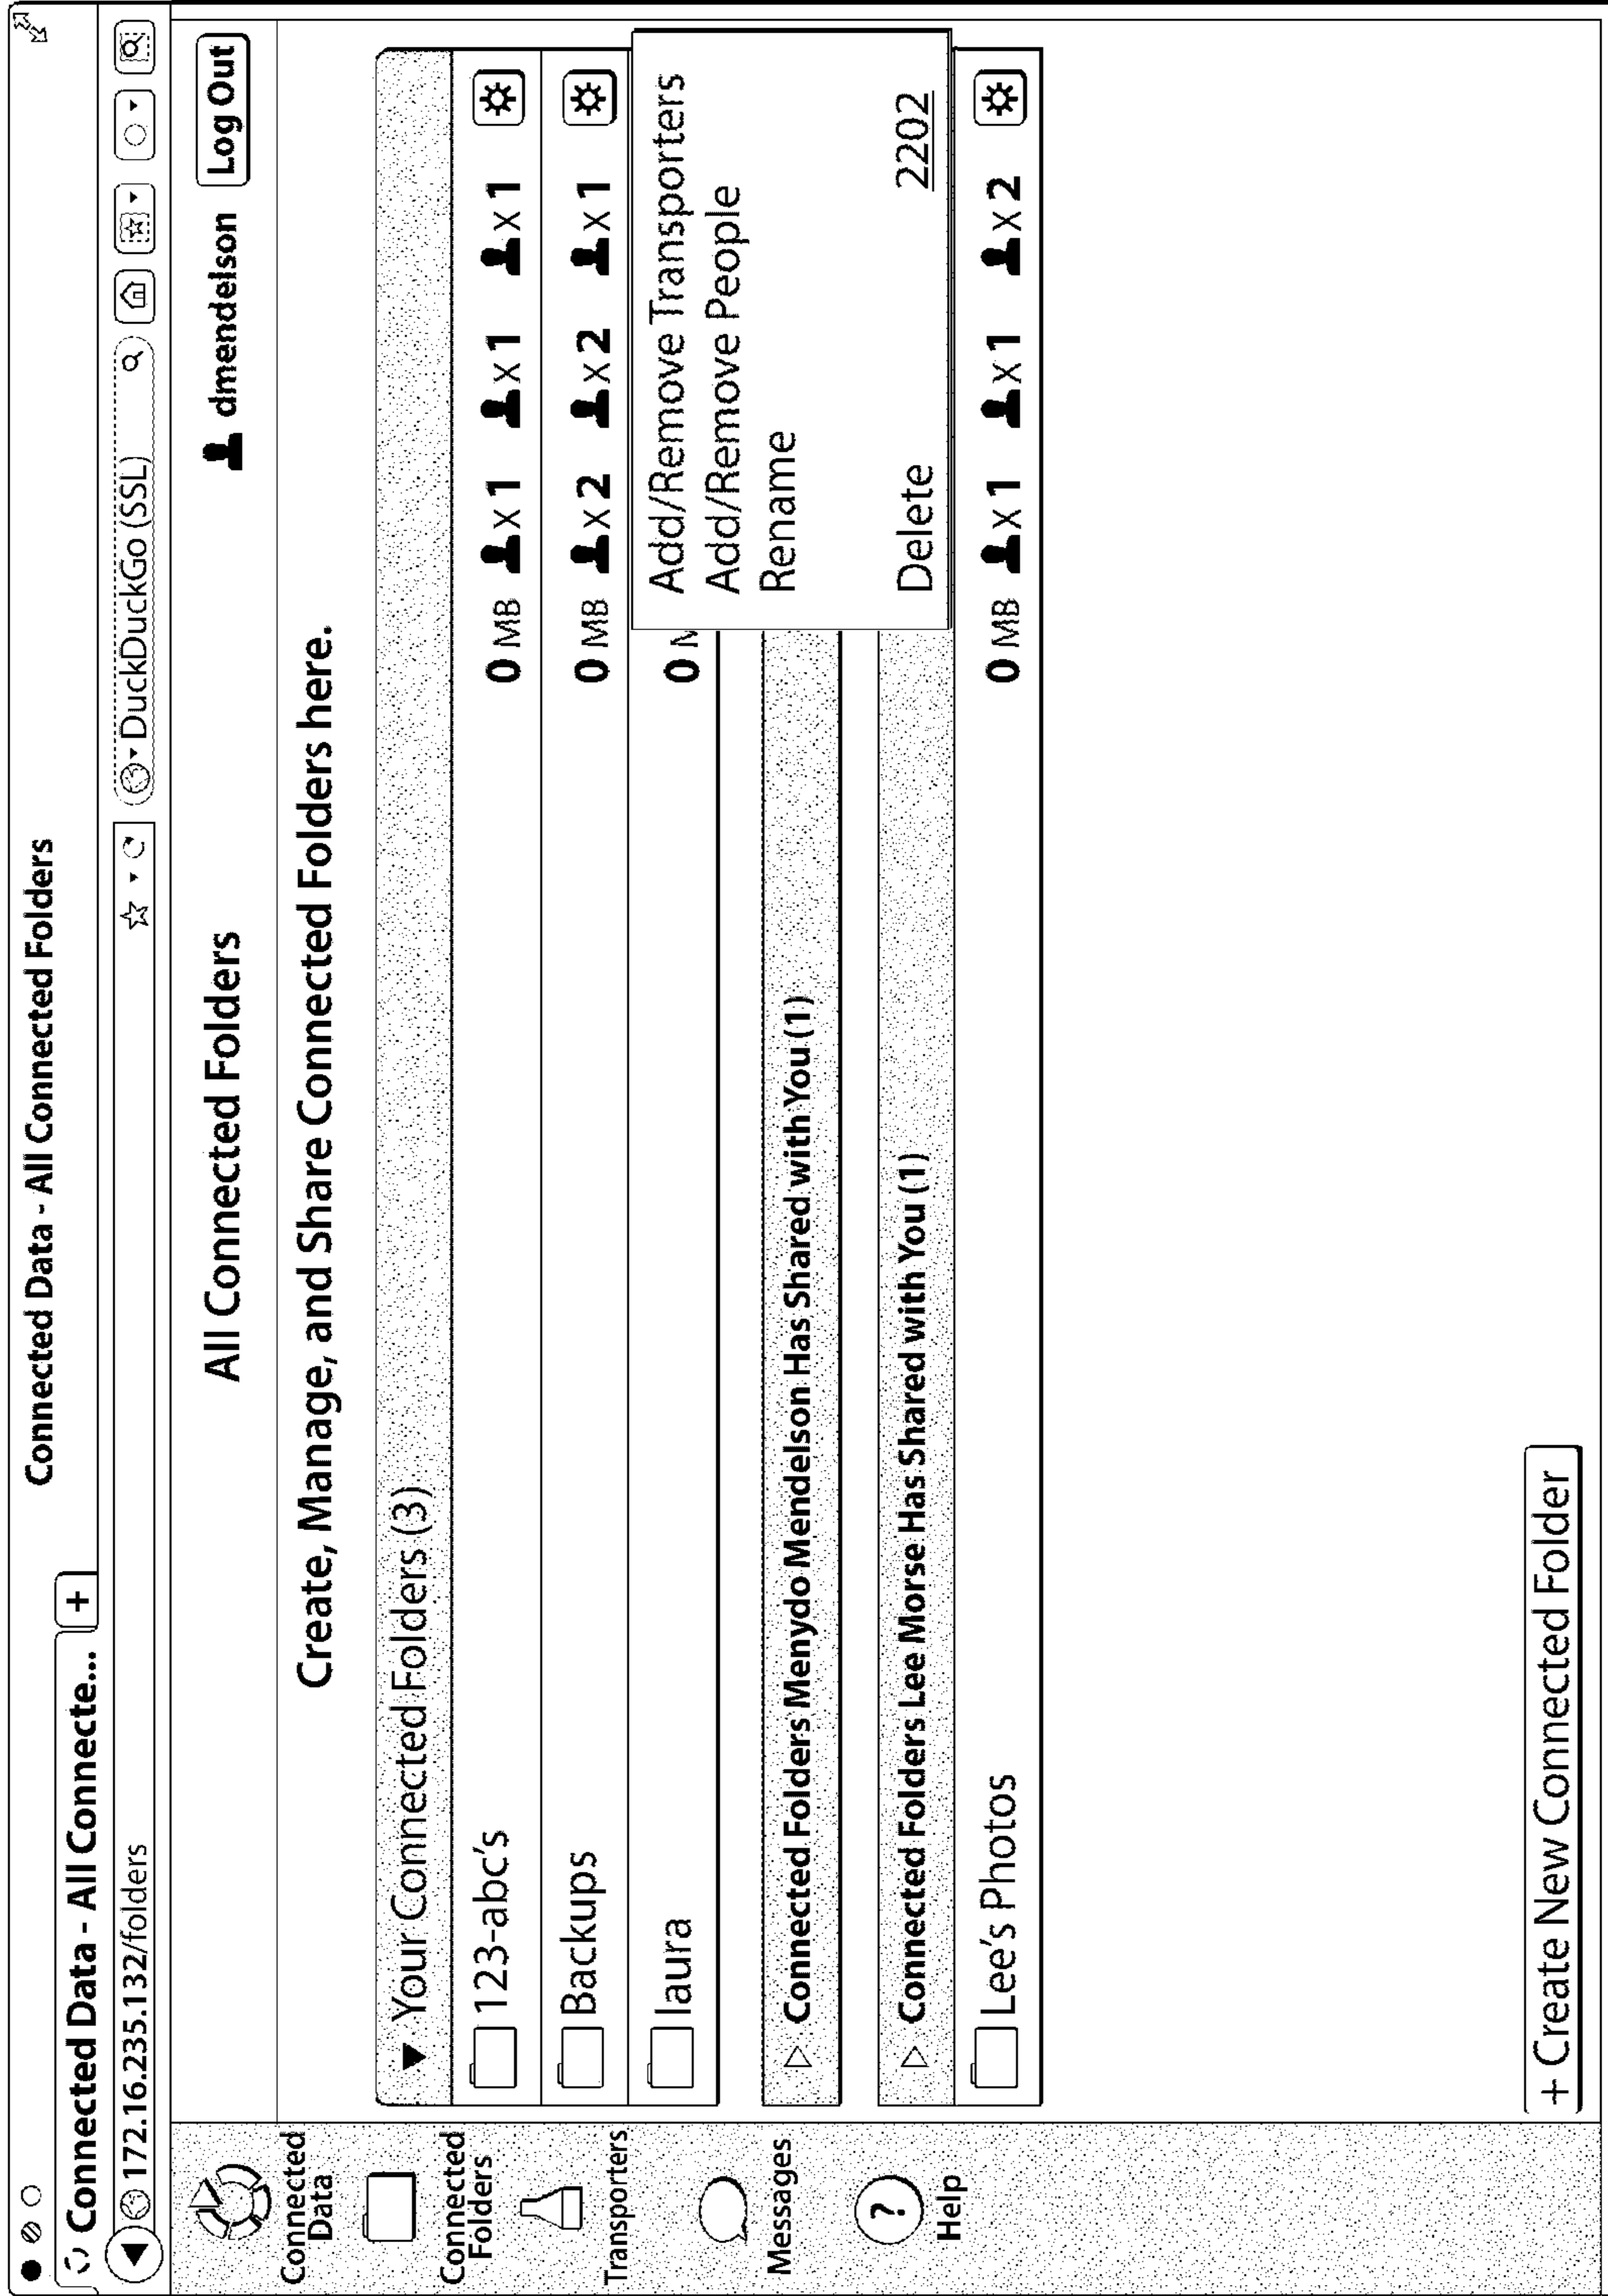 Connected Data - All Connected Folders
Connected Data - All Connecte... +
172.16.235.132/folders DuckDuckGo (SSL)
All Connected Folders dmendelson Log Out
Create, Manage, and Share Connected Folders here.
Connected Data
Connected Folders
Transporters
Messages
? Help
Your Connected Folders (3)
123-abc's 0 MB x 1 x 1 x 1
Backups 0 MB x 2 x 2 x 1
laura 0 M
Add/Remove Transporters
Add/Remove People
Rename
Delete 2202
Connected Folders Menydo Mendelson Has Shared with You (1)
Connected Folders Lee Morse Has Shared with You (1)
Lee's Photos 0 MB x 1 x 1 x 2
+ Create New Connected Folder